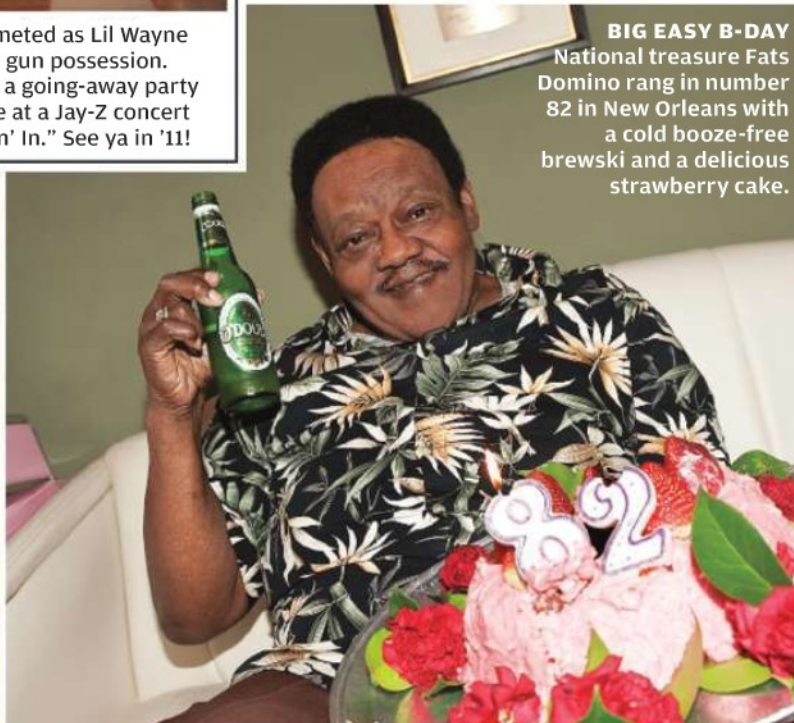 meted as Lil Wayne
gun possession.
a going-away party
e at a Jay-Z concert
n' In.” See ya in ’11!
BIG EASY B-DAY
National treasure Fats
Domino rang in number
82 in New Orleans with
a cold booze-free
brewski and a delicious
strawberry cake.
O'DOUL
82